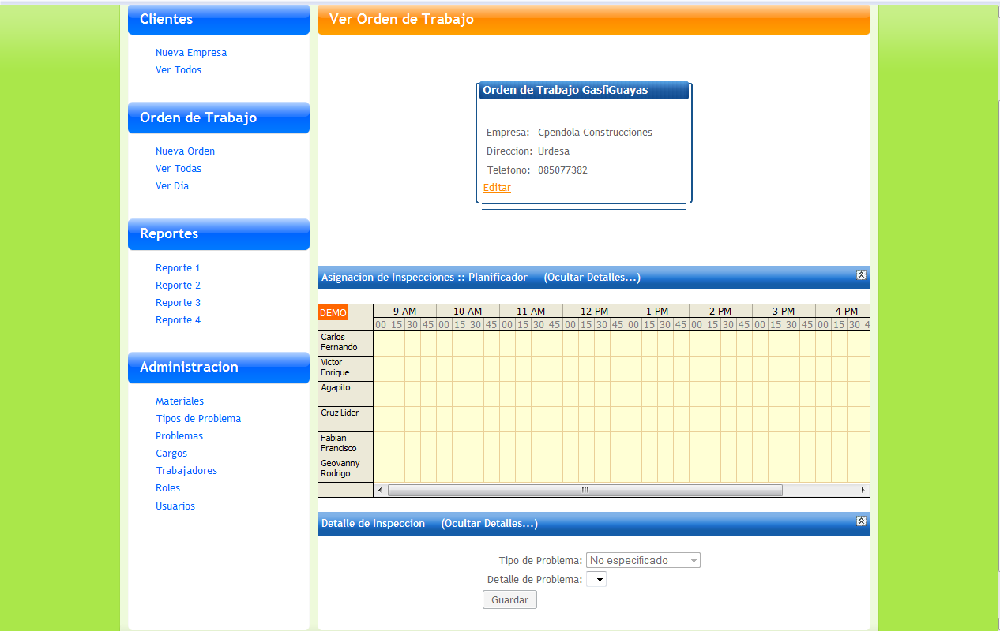 Clientes
Nueva Empresa
Ver Todos
Orden de Trabajo
Nueva Orden
Ver Todas
Ver Dia
Reportes
Reporte 1
Reporte 2
Reporte 3
Reporte 4
Administracion
Materiales
Tipos de Problema
Problemas
Cargos
Trabajadores
Roles
Usuarios
Ver Orden de Trabajo
Orden de Trabajo GasfiGuayas
Empresa: Cpendola Construcciones
Direccion: Urdesa
Telefono: 085077382
Editar
Asignacion de Inspecciones :: Planificador (Ocultar Detalles...)
DEMO 9 AM 10 AM 11 AM 12 PM 1 PM 2 PM 3 PM 4 PM
00 15 30 45 00 15 30 45 00 15 30 45 00 15 30 45 00 15 30 45 00 15 30 45 00 15 30 45 00 15 30 4
Carlos
Fernando
Victor
Enrique
Agapito
Cruz Lider
Fabian
Francisco
Geovanny
Rodrigo
Detalle de Inspeccion (Ocultar Detalles...)
Tipo de Problema: No especificado
Detalle de Problema:
Guardar